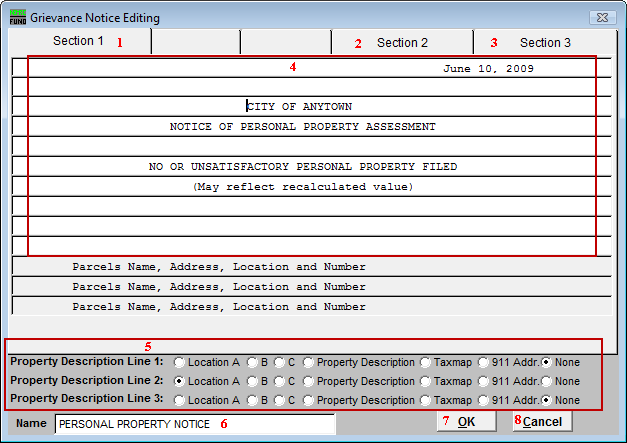 FUND Grievance Notice Editing
Section 1 1 2 Section 2 3 Section 3
4 June 10, 2009
CITY OF ANYTOWN
NOTICE OF PERSONAL PROPERTY ASSESSMENT
NO OR UNSATISFACTORY PERSONAL PROPERTY FILED
(May reflect recalculated value)
Parcels Name, Address, Location and Number
Parcels Name, Address, Location and Number
Parcels Name, Address, Location and Number
5
Property Description Line 1: Location A B C Property Description Taxmap 911 Addr. None
Property Description Line 2: Location A B C Property Description Taxmap 911 Addr. None
Property Description Line 3: Location A B C Property Description Taxmap 911 Addr. None
Name PERSONAL PROPERTY NOTICE 6 7 OK 8 Cancel